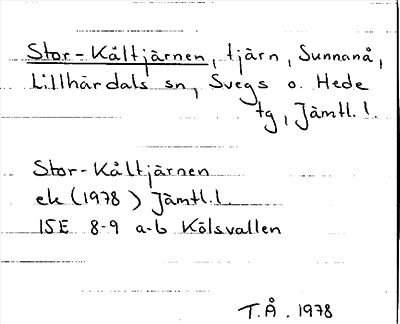 Stor-Kåltjärnen, tjärn, Sunnanå,
Lillhärdals sn, Svegs o. Hede
tg, Jämtl. l.
Stor-Kåltjärnen
ek (1978) Jämtl. l.
15E 8-9 a-b Kölsvallen
T.Å. 1978